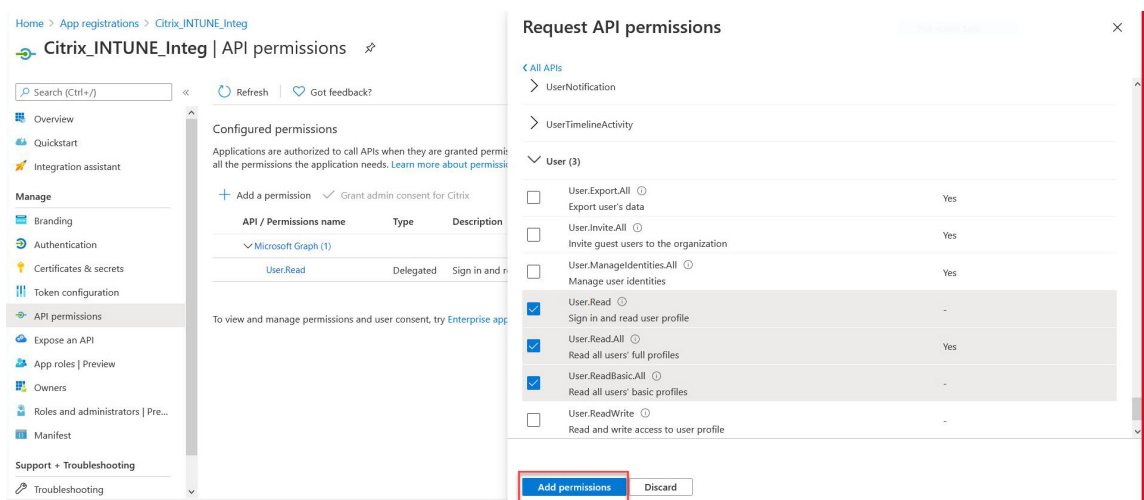 Home > App registrations > Citrix_INTUNE_Integ
Citrix_INTUNE_Integ | API permissions
Search (Ctrl+/)
«
Overview
Quickstart
Integration assistant
Manage
Branding
Authentication
Certificates & secrets
Token configuration
API permissions
Expose an API
App roles | Preview
Owners
Roles and administrators | Pre...
Manifest
Support + Troubleshooting
Troubleshooting
Refresh
Got feedback?
Configured permissions
Applications are authorized to call APIs when they are granted permis
all the permissions the application needs. Learn more about permissi
Add a permission
Grant admin consent for Citrix
API / Permissions name Type Description
Microsoft Graph (1)
User.Read Delegated Sign in and r
To view and manage permissions and user consent, try Enterprise app
Request API permissions
All APIs
UserNotification
UserTimelineActivity
User (3)
User.Export.All
Export user's data
Yes
User.Invite.All
Invite guest users to the organization
Yes
User.ManageIdentities.All
Manage user identities
Yes
User.Read
Sign in and read user profile
-
User.Read.All
Read all users' full profiles
Yes
User.ReadBasic.All
Read all users' basic profiles
-
User.ReadWrite
Read and write access to user profile
-
Add permissions
Discard